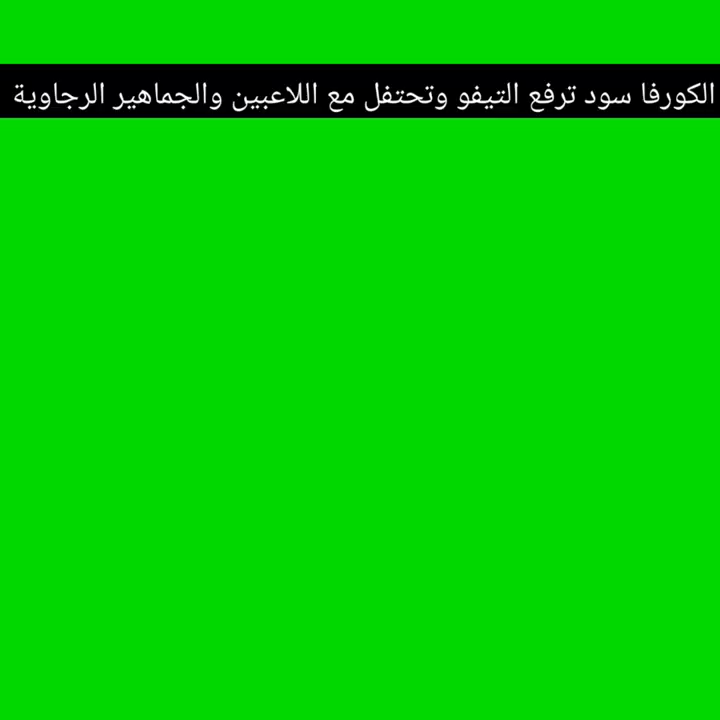 الكورفا سود ترفع التيفو وتحتفل مع اللاعبين والجماهير الرجاوية